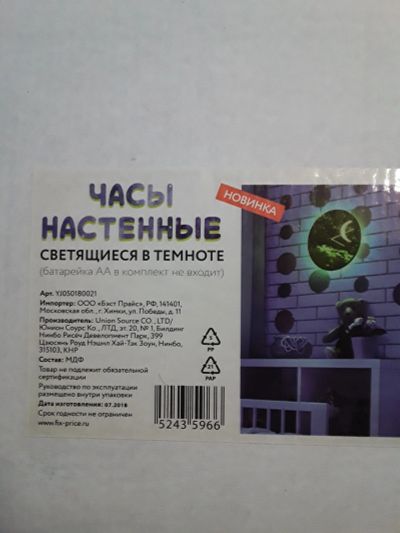 ЧАСЫ
НАСТЕННЫЕ
СВЕТЯЩИЕСЯ В ТЕМНОТЕ
(батарейка АА в комплект не входит)
НОВИНКА
Арт. YJ050180021
Импортер: ООО «Бэст Прайс», РФ, 141401,
Московская обл., г. Химки, ул. Победы, д. 11
Производитель: Union Source CO., LTD/
Юнион Соурс Ко., ЛТД, эт. 20, № 1, Билдинг
Нинбо Рисёч Девелопмент Парк, 399
Цзюсянь Роуд Нэшнл Хай-Так Зоун, Нинбо,
315103, КНР
Состав: МДФ
Товар не подлежит обязательной
сертификации
Руководство по эксплуатации
размещено внутри упаковки
Дата изготовления: 07.2018
Срок годности не ограничен
www.fix-price.ru
5243 5966
5
PP
21
PAP